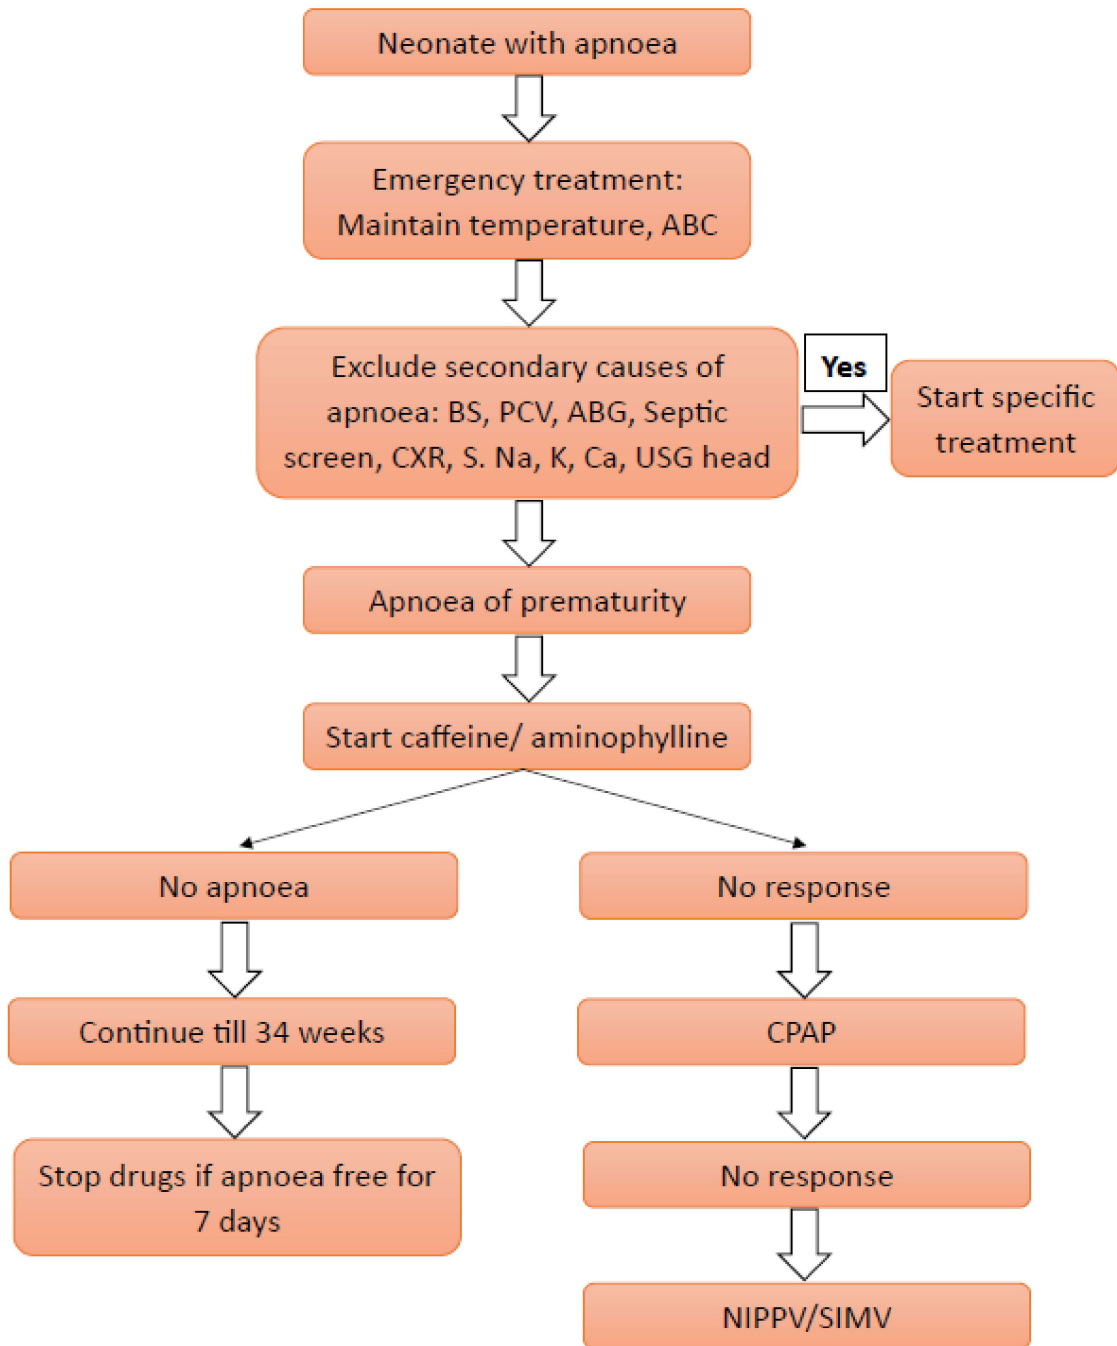 Neonate with apnoea
Emergency treatment:
Maintain temperature, ABC
Exclude secondary causes of
apnoea: BS, PCV, ABG, Septic
screen, CXR, S. Na, K, Ca, USG head
Yes
Start specific
treatment
Apnoea of prematurity
Start caffeine/ aminophylline
No apnoea
No response
Continue till 34 weeks
CPAP
Stop drugs if apnoea free for
7 days
No response
NIPPV/SIMV